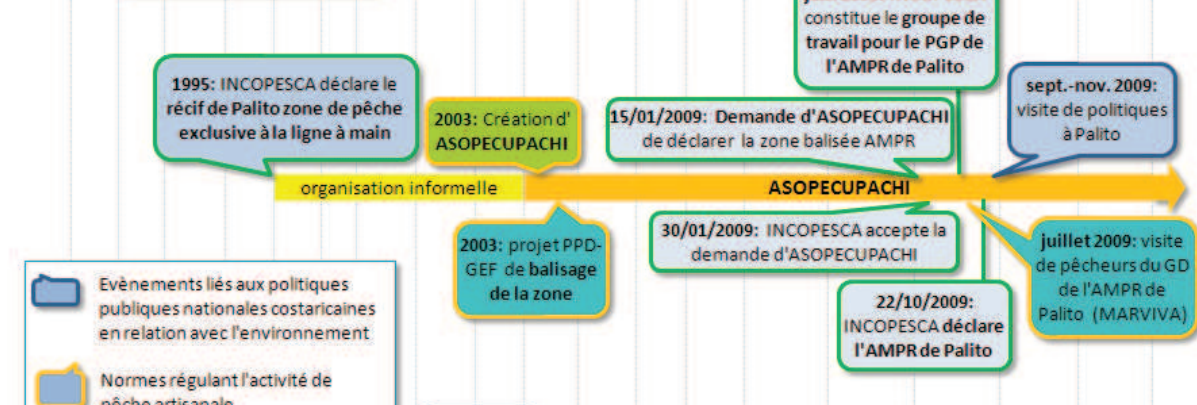 constitue le groupe de
travail pour le PGP de
l'AMPR de Palito
1995: INCOPESCA déclare le
récif de Palito zone de pêche
exclusive à la ligne à main
2003: Création d'
ASOPECUPACHI
15/01/2009: Demande d'ASOPECUPACHI
de déclarer la zone balisée AMPR
sept.-nov. 2009:
visite de politiques
à Palito
organisation informelle
ASOPECUPACHI
2003: projet PPD-
GEF de balisage
de la zone
30/01/2009: INCOPESCA accepte la
demande d'ASOPECUPACHI
22/10/2009:
INCOPESCA déclare
l'AMPR de Palito
juillet 2009: visite
de pêcheurs du GD
de l'AMPR de
Palito (MARVIVA)
Evènements liés aux politiques
publiques nationales costaricaines
en relation avec l'environnement
Normes régulant l'activité de
pêche artisanale